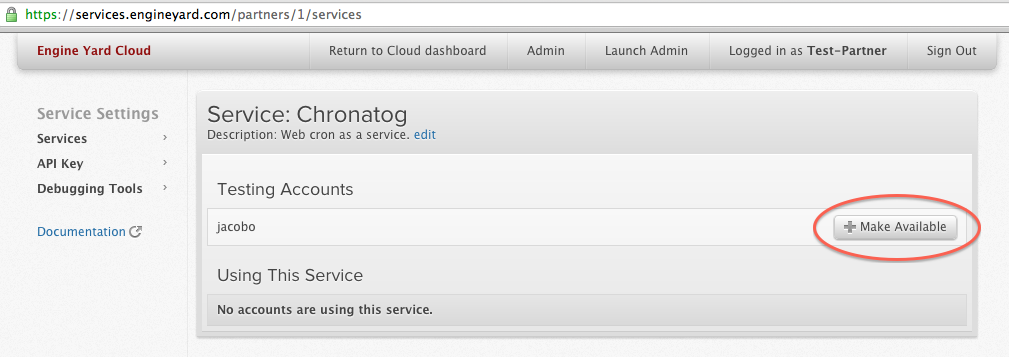 https://services.engineyard.com/partners/1/services
Engine Yard Cloud Return to Cloud dashboard Admin Launch Admin Logged in as Test-Partner Sign Out
Service Settings
Services
API Key
Debugging Tools
Documentation
Service: Chronatog
Description: Web cron as a service. edit
Testing Accounts
jacobo Make Available
Using This Service
No accounts are using this service.